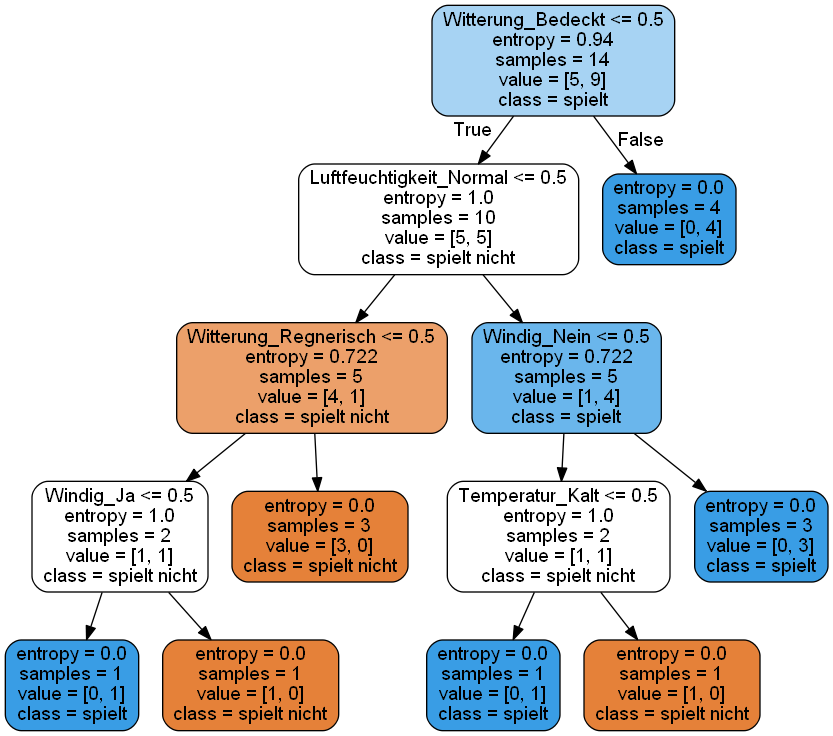 Witterung_Bedeckt <= 0.5
entropy = 0.94
samples = 14
value = [5, 9]
class = spielt
True
False
Luftfeuchtigkeit_Normal <= 0.5
entropy = 1.0
samples = 10
value = [5, 5]
class = spielt nicht
entropy = 0.0
samples = 4
value = [0, 4]
class = spielt
Witterung_Regnerisch <= 0.5
entropy = 0.722
samples = 5
value = [4, 1]
class = spielt nicht
Windig_Nein <= 0.5
entropy = 0.722
samples = 5
value = [1, 4]
class = spielt
Windig_Ja <= 0.5
entropy = 1.0
samples = 2
value = [1, 1]
class = spielt nicht
entropy = 0.0
samples = 3
value = [3, 0]
class = spielt nicht
Temperatur_Kalt <= 0.5
entropy = 1.0
samples = 2
value = [1, 1]
class = spielt nicht
entropy = 0.0
samples = 3
value = [0, 3]
class = spielt
entropy = 0.0
samples = 1
value = [0, 1]
class = spielt
entropy = 0.0
samples = 1
value = [1, 0]
class = spielt nicht
entropy = 0.0
samples = 1
value = [0, 1]
class = spielt
entropy = 0.0
samples = 1
value = [1, 0]
class = spielt nicht